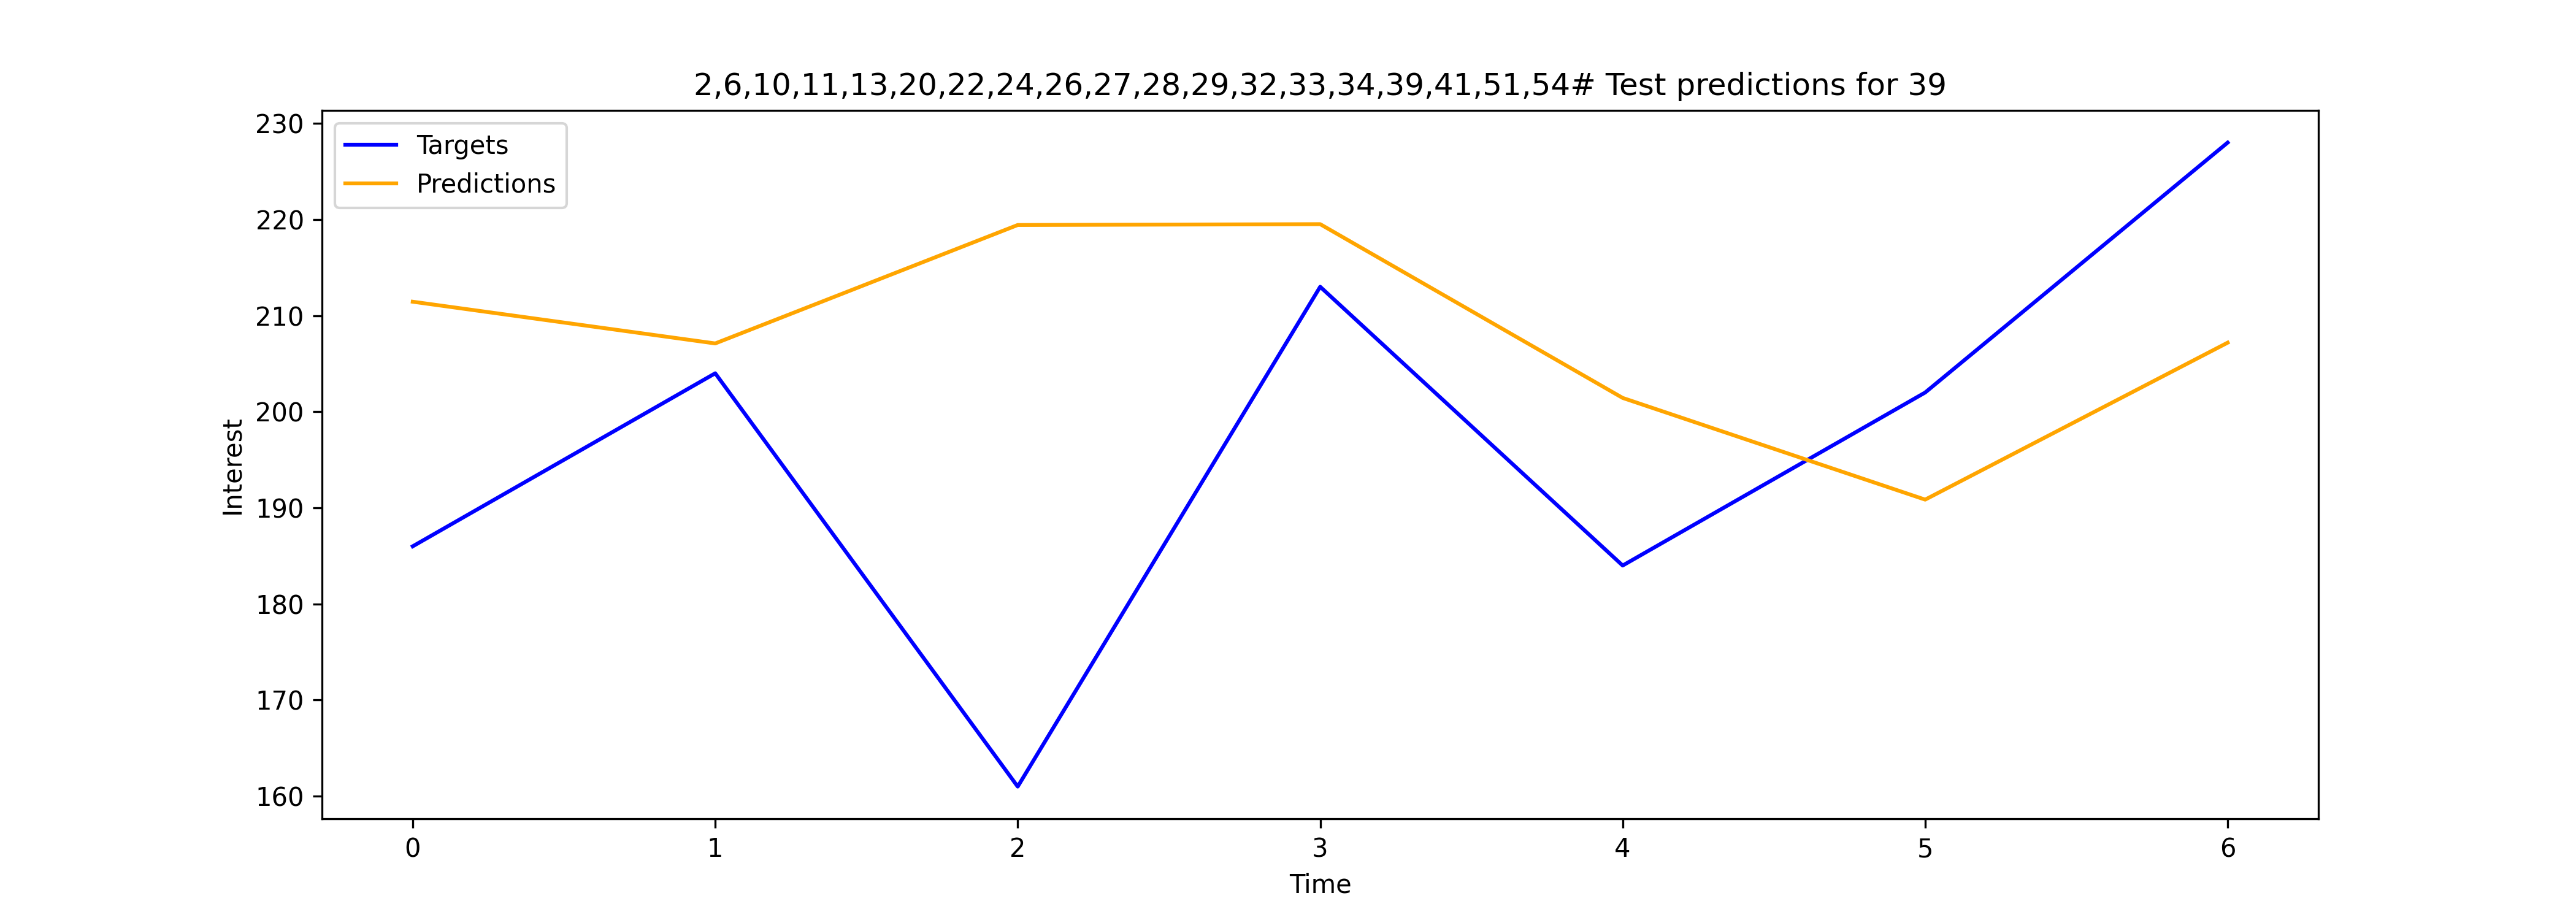 2,6,10,11,13,20,22,24,26,27,28,29,32,33,34,39,41,51,54# Test predictions for 39
230
220
210
200
190
180
170
160
Interest
Targets
Predictions
0 1 2 3 4 5 6
Time